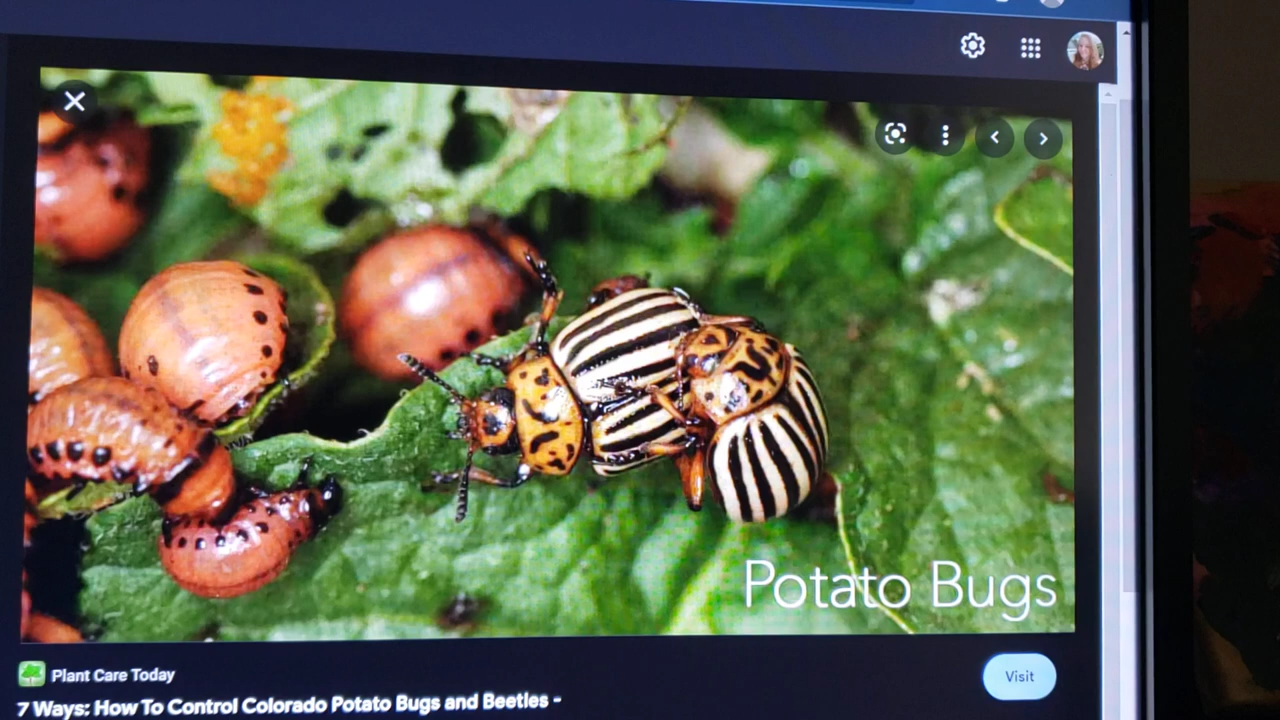 Potato Bugs
Plant Care Today
Visit
7 Ways: How To Control Colorado Potato Bugs and Beetles -